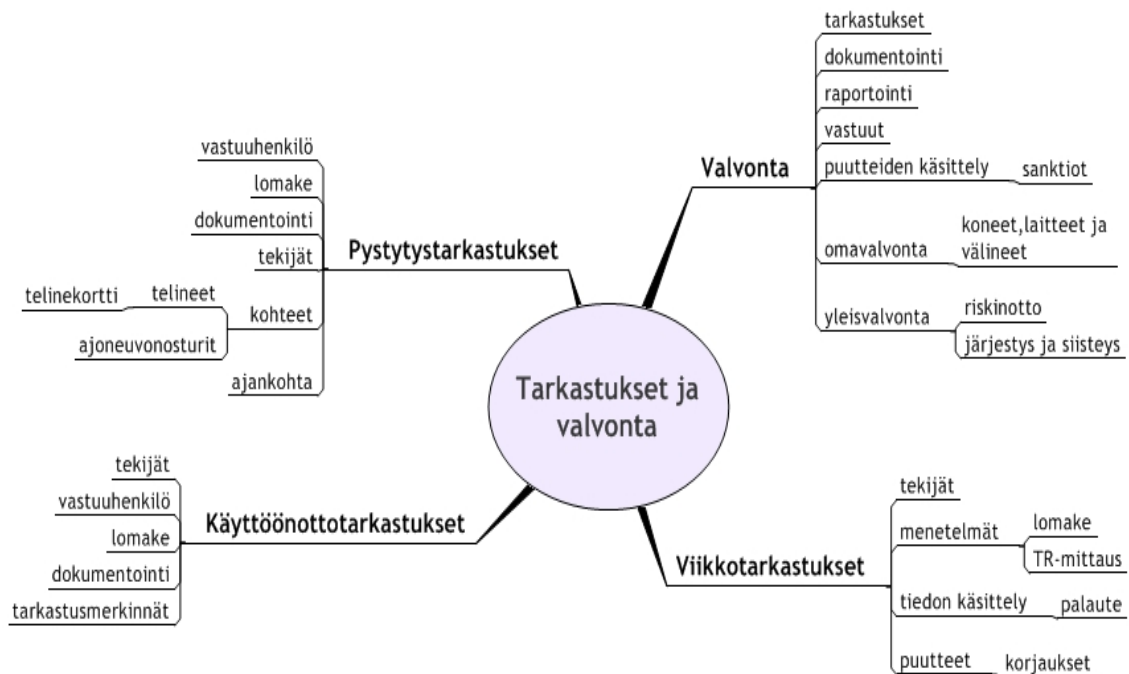 Tarkastukset ja
valvonta
Valvonta
tarkastukset
dokumentointi
raportointi
vastuut
puutteiden käsittely
sanktiot
omavalvonta
koneet,laitteet ja
välineet
yleisvalvonta
riskinotto
järjestys ja siisteys
Viikkotarkastukset
tekijät
menetelmät
lomake
TR-mittaus
tiedon käsittely
palaute
puutteet
korjaukset
Käyttöönottotarkastukset
tekijät
vastuuhenkilö
lomake
dokumentointi
tarkastusmerkinnät
Pystytystarkastukset
vastuuhenkilö
lomake
dokumentointi
tekijät
kohteet
telineet
telinekortti
ajoneuvonosturit
ajankohta